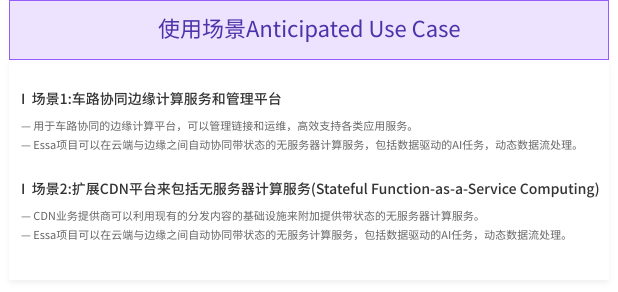 使用场景Anticipated Use Case
I 场景1:车路协同边缘计算服务和管理平台
— 用于车路协同的边缘计算平台，可以管理链接和运维，高效支持各类应用服务。
— Essa项目可以在云端与边缘之间自动协同带状态的无服务器计算服务，包括数据驱动的AI任务，动态数据流处理。
I 场景2:扩展CDN平台来包括无服务器计算服务(Stateful Function-as-a-Service Computing)
— CDN业务提供商可以利用现有的分发内容的基础设施来附加提供带状态的无服务器计算服务。
— Essa项目可以在云端与边缘之间自动协同带状态的无服务计算服务，包括数据驱动的AI任务，动态数据流处理。